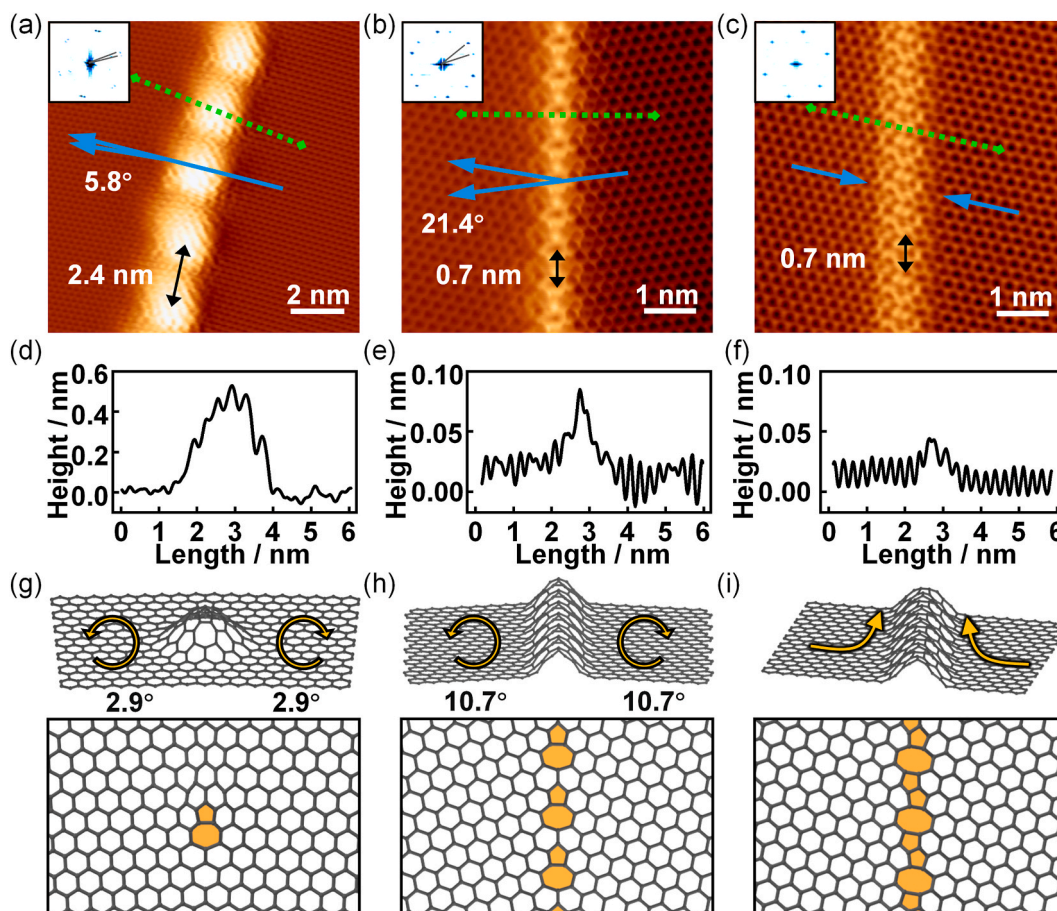 (a)
5.8°
2.4 nm
2 nm
(b)
21.4°
0.7 nm
1 nm
(c)
0.7 nm
1 nm
(d)
Height / nm
0.6
0.4
0.2
0.0
0 1 2 3 4 5 6
Length / nm
(e)
Height / nm
0.10
0.05
0.00
0 1 2 3 4 5 6
Length / nm
(f)
Height / nm
0.10
0.05
0.00
0 1 2 3 4 5 6
Length / nm
(g)
2.9° 2.9°
(h)
10.7° 10.7°
(i)